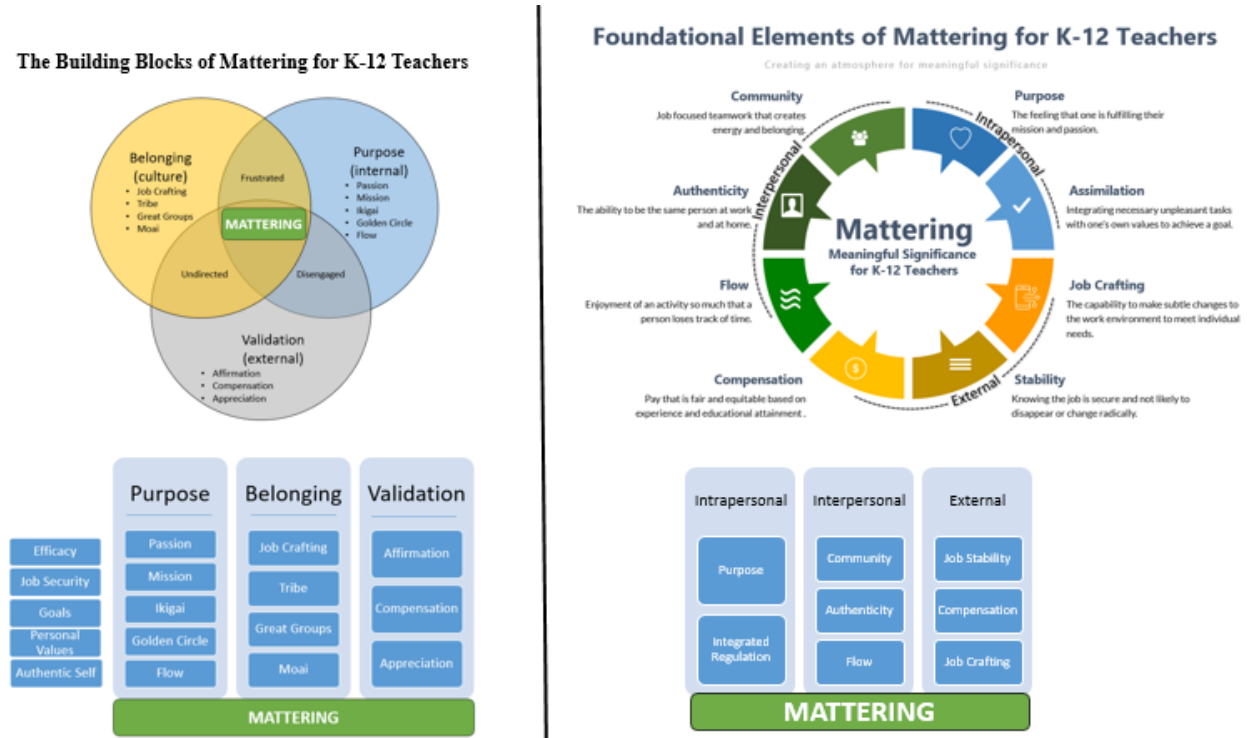 The Building Blocks of Mattering for K-12 Teachers
Belonging
(culture)
• Job Crafting
• Tribe
• Great Groups
• Moai
Frustrated
Purpose
(internal)
• Passion
• Mission
• Ikigai
• Golden Circle
• Flow
MATTERING
Undirected
Disengaged
Validation
(external)
• Affirmation
• Compensation
• Appreciation
Efficacy
Job Security
Goals
Personal
Values
Authentic Self
Purpose
Passion
Mission
Ikigai
Golden Circle
Flow
Belonging
Job Crafting
Tribe
Great Groups
Moai
Validation
Affirmation
Compensation
Appreciation
MATTERING
Foundational Elements of Mattering for K-12 Teachers
Creating an atmosphere for meaningful significance
Community
Job focused teamwork that creates
energy and belonging.
Authenticity
The ability to be the same person at work
and at home.
Flow
Enjoyment of an activity so much that a
person loses track of time.
Compensation
Pay that is fair and equitable based on
experience and educational attainment .
Interpersonal
Intrapersonal
External
$
Mattering
Meaningful Significance
for K-12 Teachers
Purpose
The feeling that one is fulfilling their
mission and passion.
Assimilation
Integrating necessary unpleasant tasks
with one's own values to achieve a goal.
Job Crafting
The capability to make subtle changes to
the work environment to meet individual
needs.
Stability
Knowing the job is secure and not likely to
disappear or change radically.
Intrapersonal
Purpose
Integrated
Regulation
Interpersonal
Community
Authenticity
Flow
External
Job Stability
Compensation
Job Crafting
MATTERING